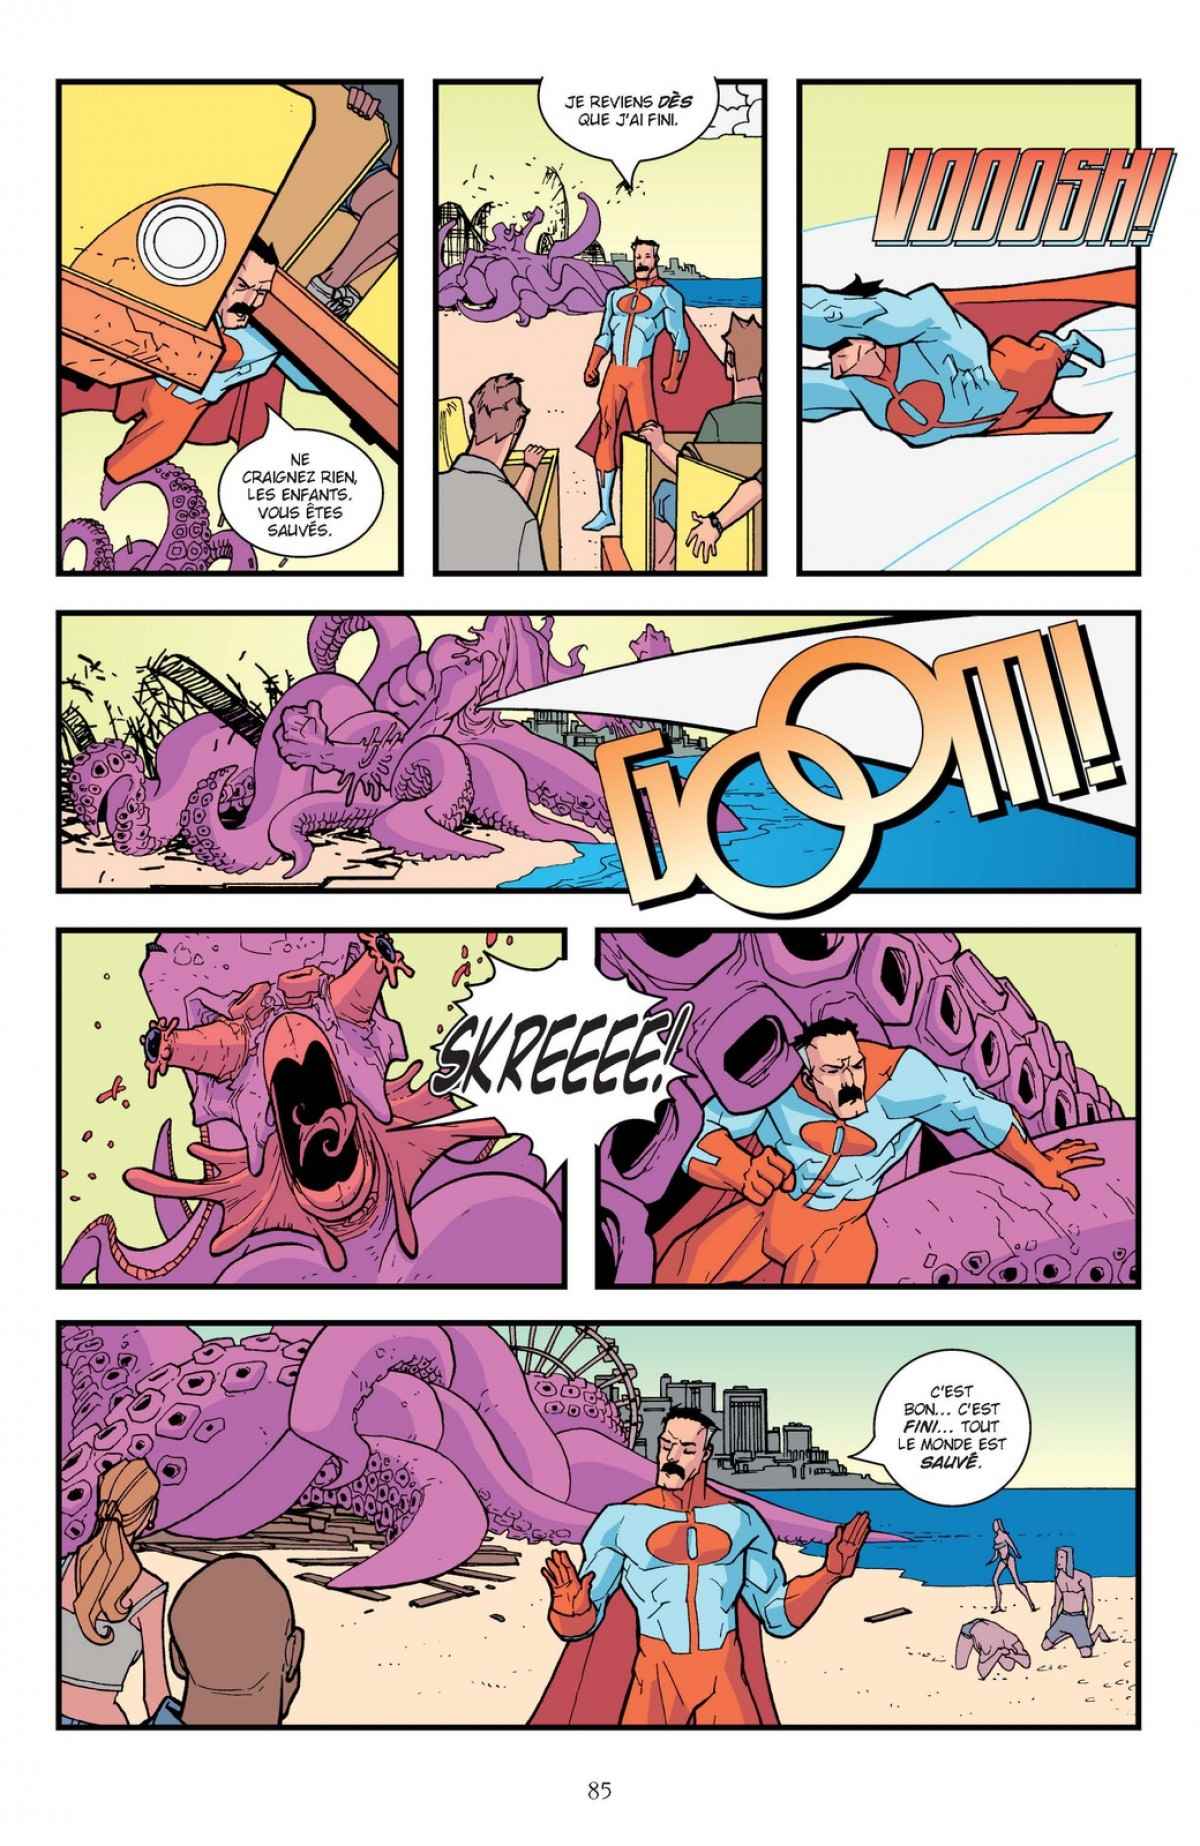 NE
CRAIGNEZ RIEN,
LES ENFANTS.
VOUS ÊTES
SAUVÉS.
JE REVIENS DÈS
QUE J'AI FINI.
VOOOSH!
GOOOM!
SKREEEE!
C'EST
BON... C'EST
FINI... TOUT
LE MONDE EST
SAUVÉ.
85